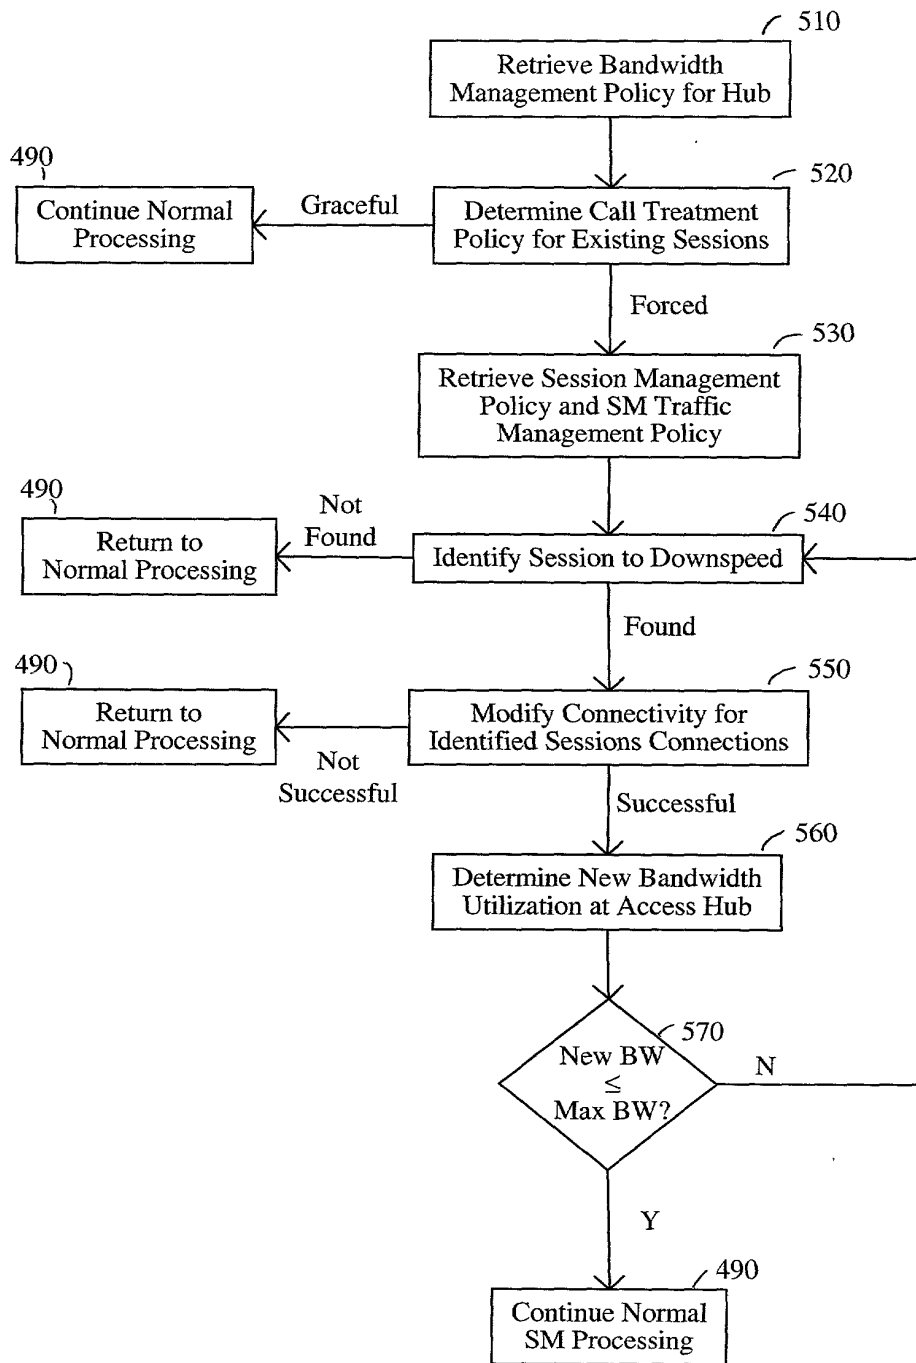 510
Retrieve Bandwidth
Management Policy for Hub
490
Continue Normal
Processing
Graceful
520
Determine Call Treatment
Policy for Existing Sessions
Forced
530
Retrieve Session Management
Policy and SM Traffic
Management Policy
490
Return to
Normal Processing
Not
Found
540
Identify Session to Downspeed
Found
490
Return to
Normal Processing
Not
Successful
550
Modify Connectivity for
Identified Sessions Connections
Successful
560
Determine New Bandwidth
Utilization at Access Hub
570
New BW
≤
Max BW?
N
Y
490
Continue Normal
SM Processing